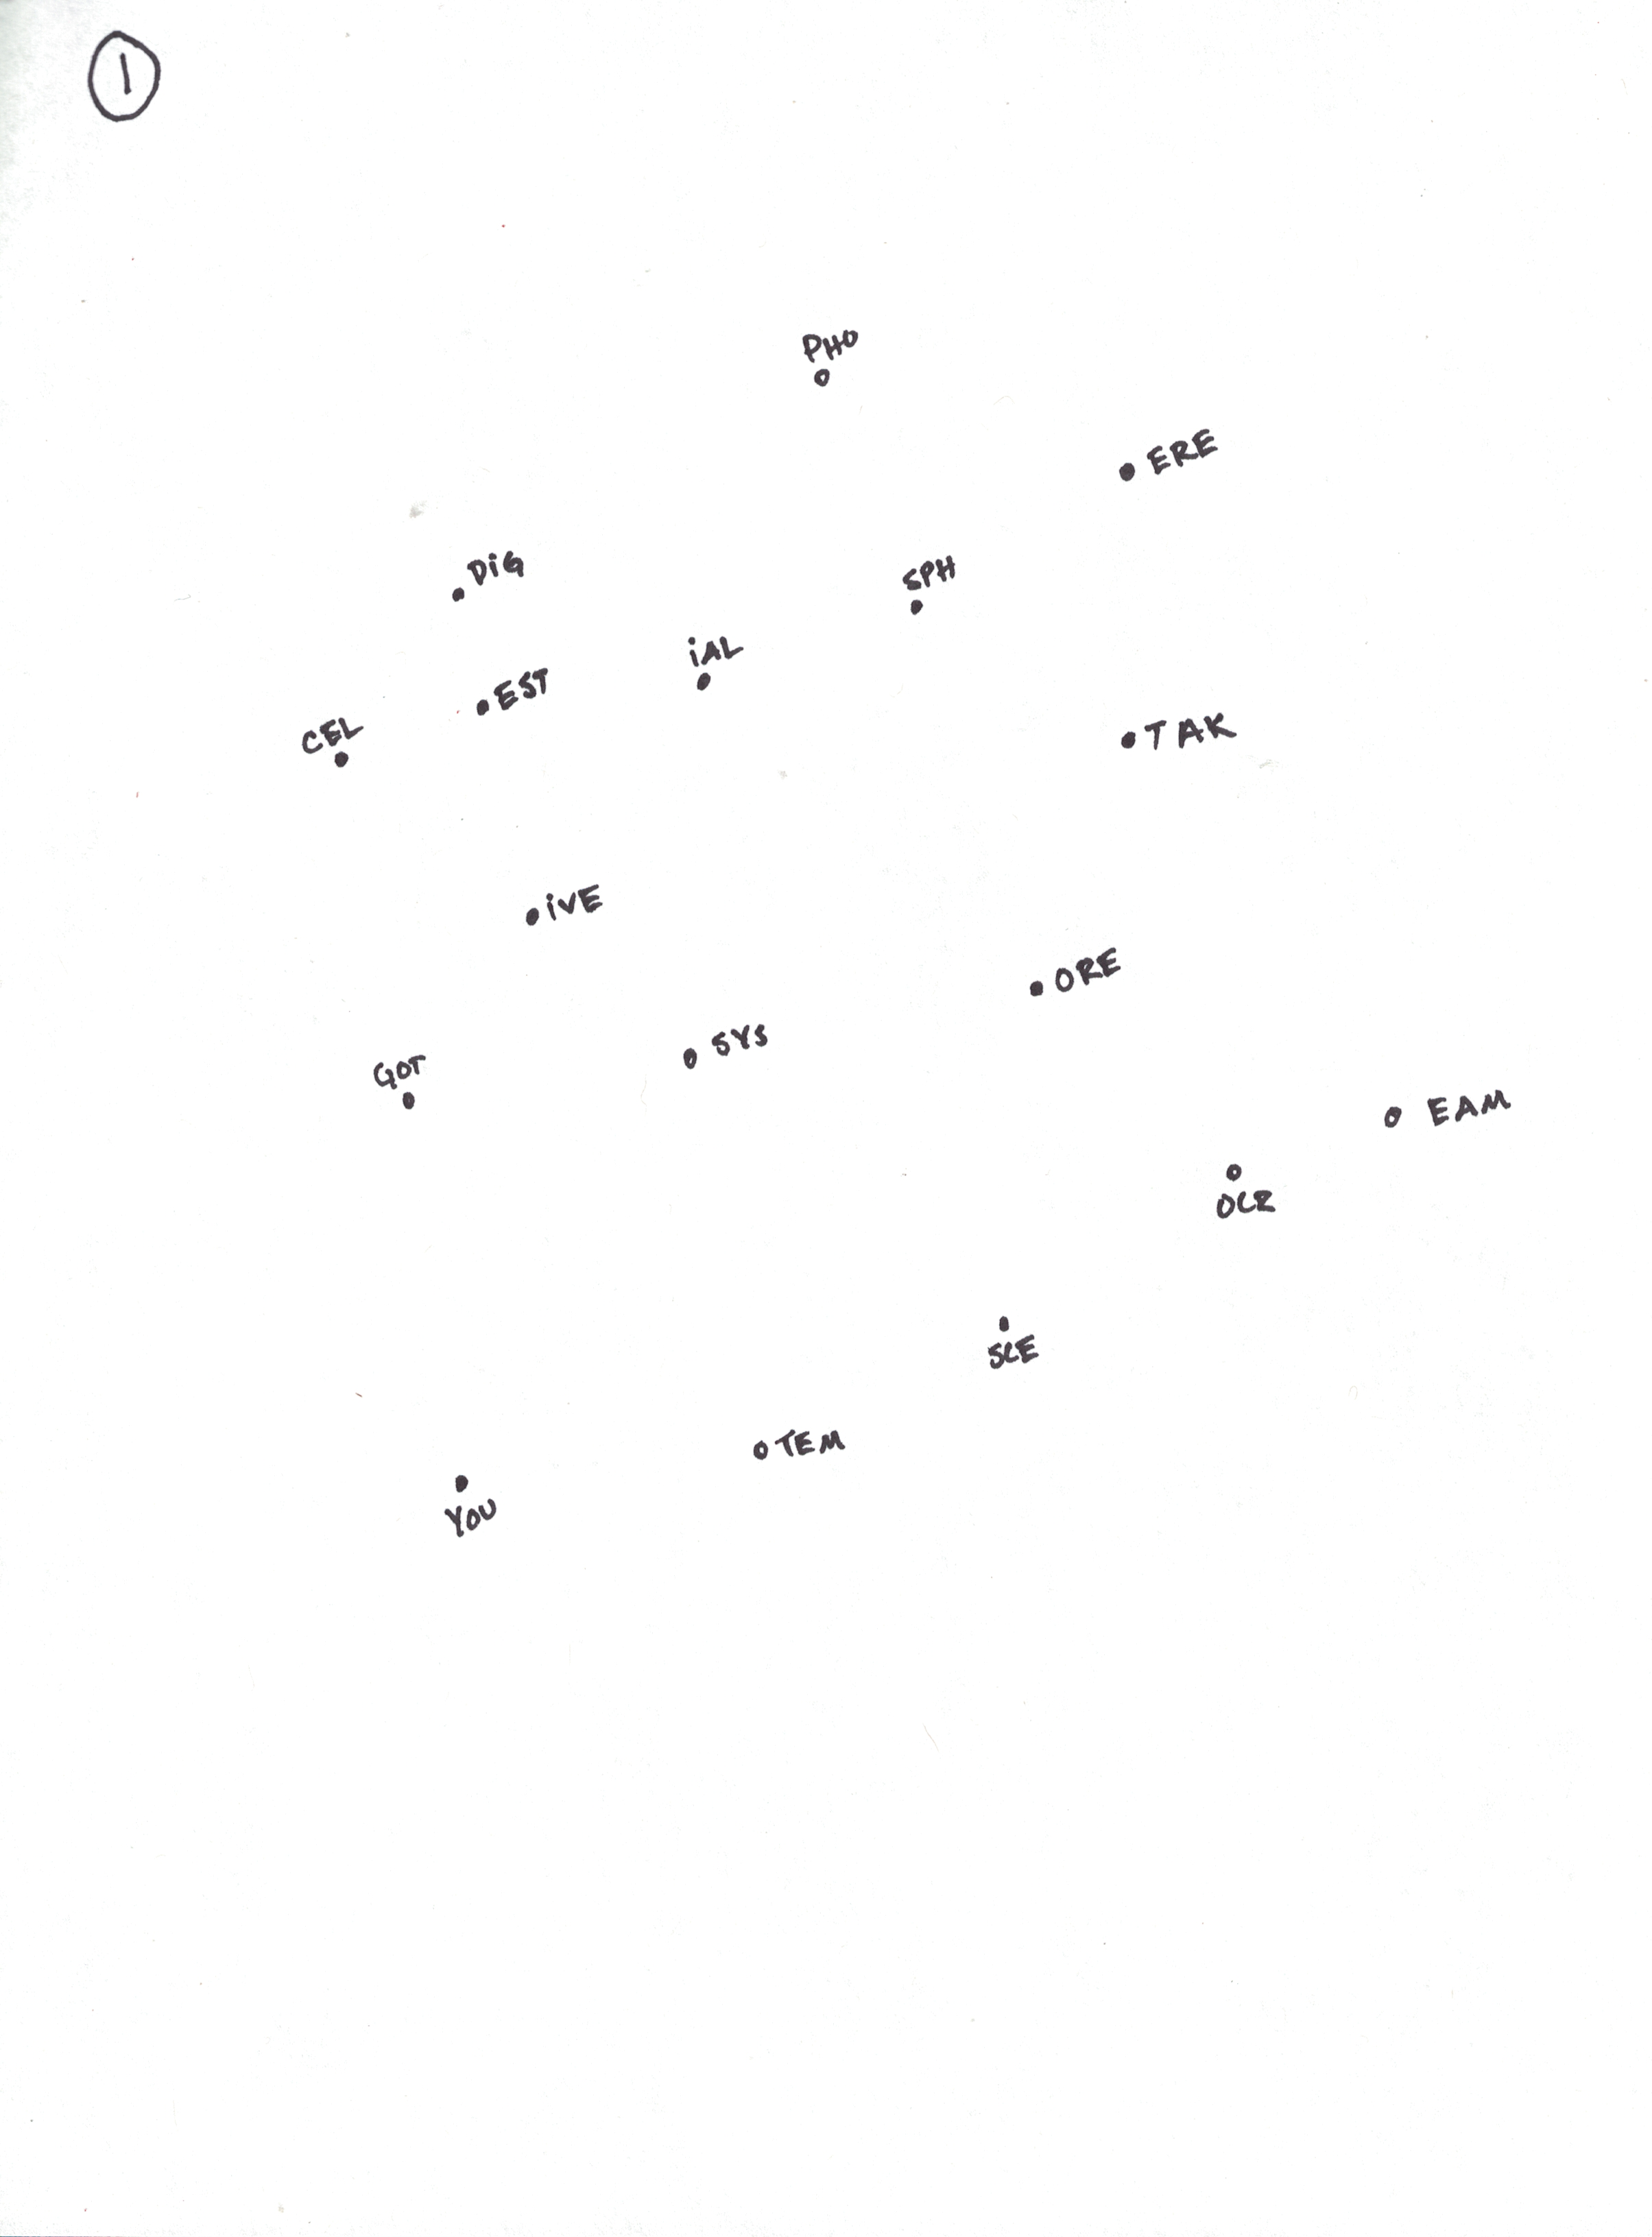 1
PHO
ERE
DiG
SPH
iAL
EST
CEL
TAK
iVE
ORE
SYS
GOT
EAM
OCR
SCE
TEM
YOU